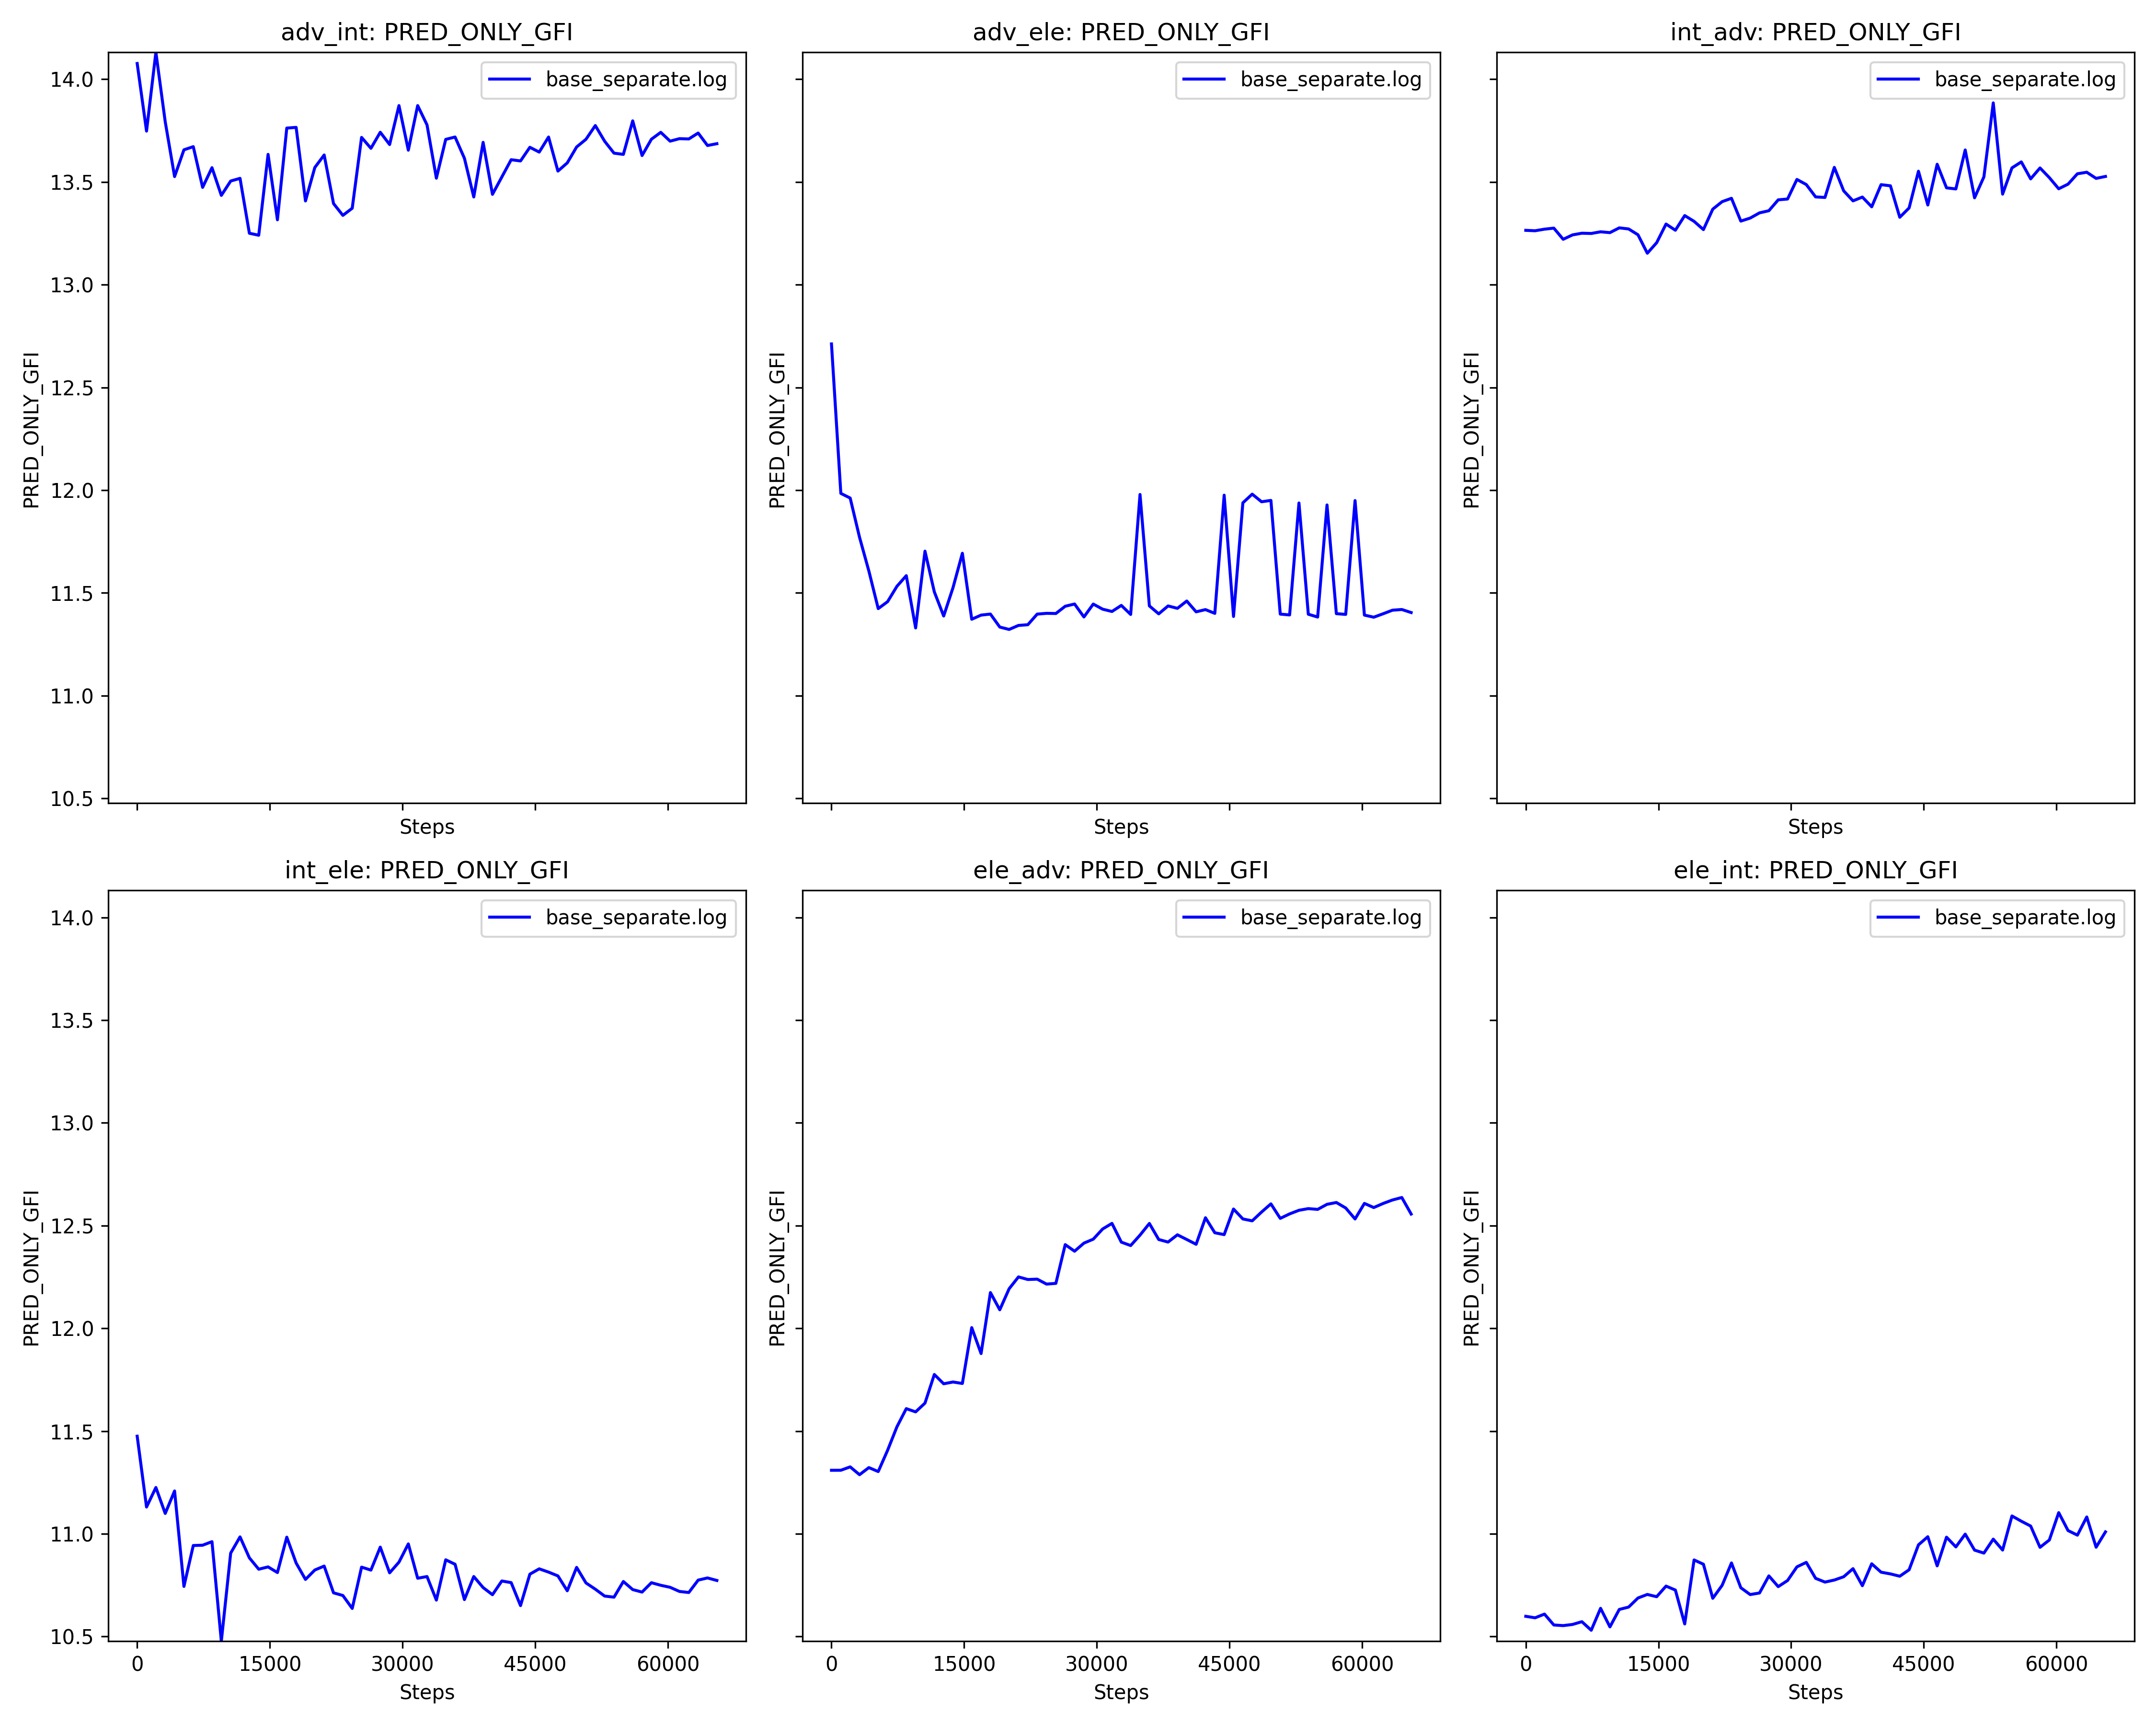 adv_int: PRED_ONLY_GFI
base_separate.log
PRED_ONLY_GFI
14.0
13.5
13.0
12.5
12.0
11.5
11.0
10.5
Steps
adv_ele: PRED_ONLY_GFI
base_separate.log
PRED_ONLY_GFI
Steps
int_adv: PRED_ONLY_GFI
base_separate.log
PRED_ONLY_GFI
Steps
int_ele: PRED_ONLY_GFI
base_separate.log
PRED_ONLY_GFI
14.0
13.5
13.0
12.5
12.0
11.5
11.0
10.5
0 15000 30000 45000 60000
Steps
ele_adv: PRED_ONLY_GFI
base_separate.log
PRED_ONLY_GFI
0 15000 30000 45000 60000
Steps
ele_int: PRED_ONLY_GFI
base_separate.log
PRED_ONLY_GFI
0 15000 30000 45000 60000
Steps